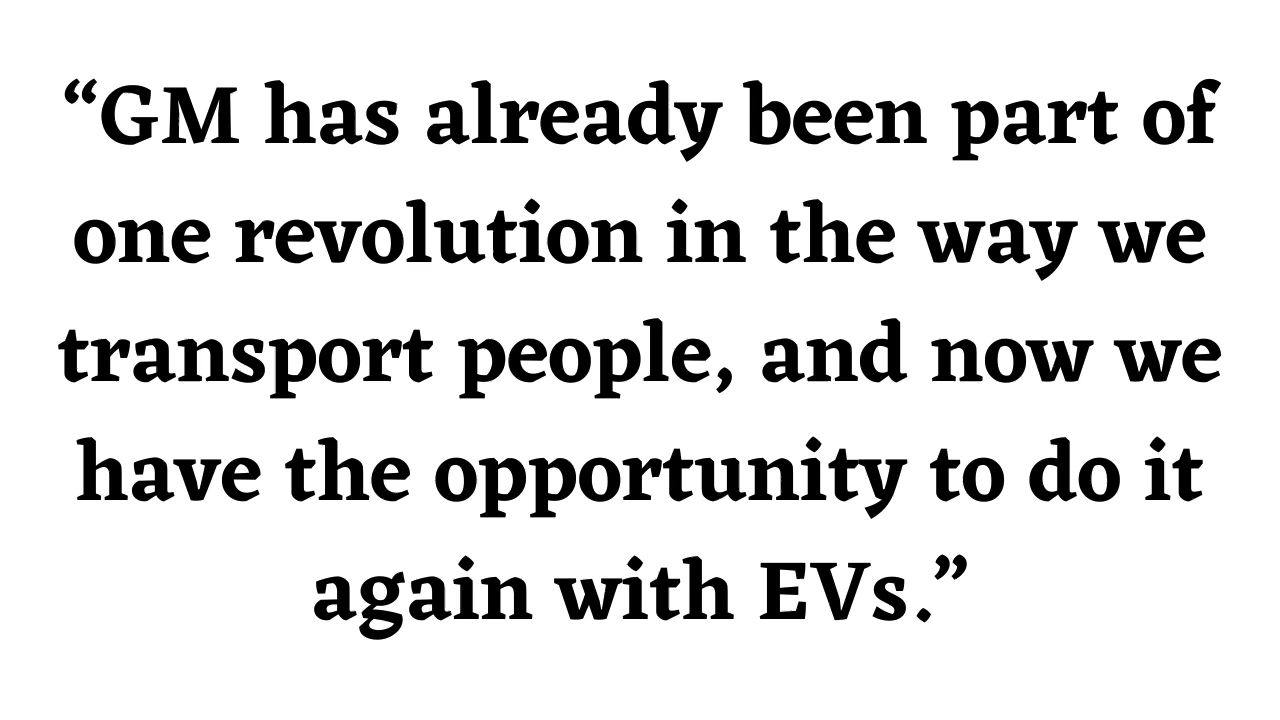 “GM has already been part of
one revolution in the way we
transport people, and now we
have the opportunity to do it
again with EVs.”